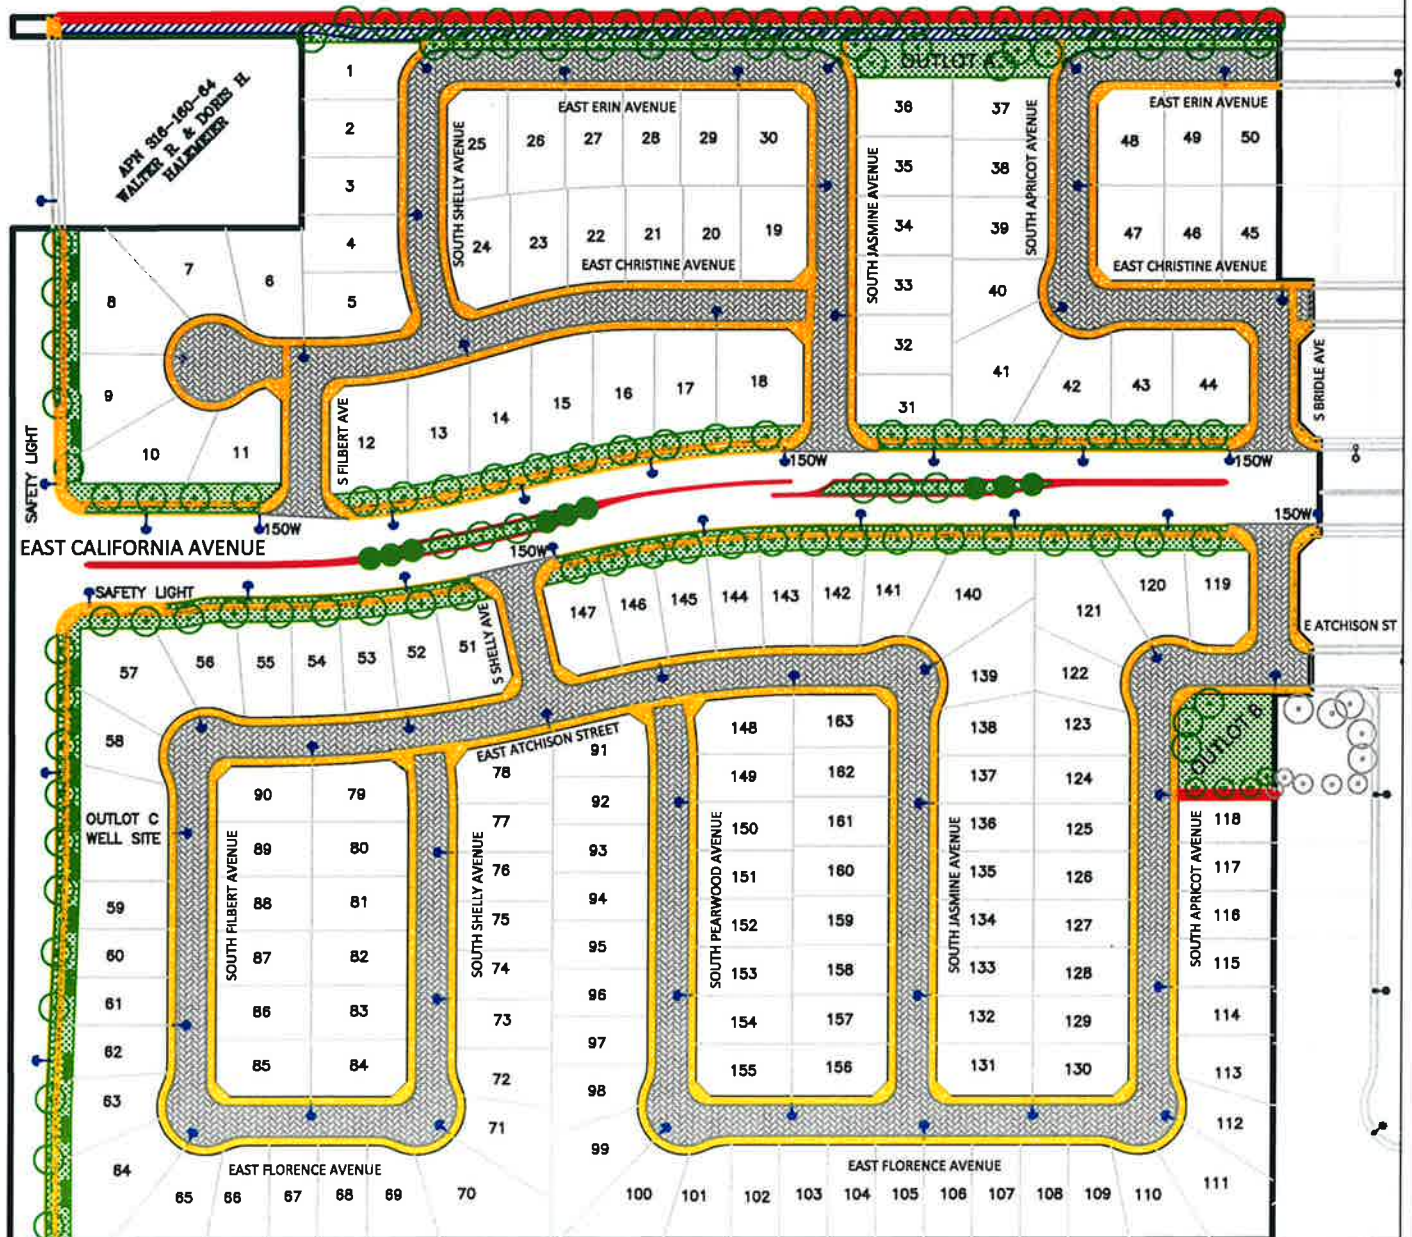 OUTLOT A
1
2
3
4
5
APN 316-160-64
WALTER R. & DORIS H.
HALEMEIER
EAST ERIN AVENUE
SOUTH SHELLY AVENUE
25 26 27 28 29 30
24 23 22 21 20 19
EAST CHRISTINE AVENUE
SOUTH JASMINE AVENUE
36 37
35 38
34 39
33 40
32 41
31
SOUTH APRICOT AVENUE
EAST ERIN AVENUE
48 49 50
47 46 45
EAST CHRISTINE AVENUE
42 43 44
S BRIDLE AVE
8 7 6
9
10 11
S FILBERT AVE
12 13 14 15 16 17 18
SAFETY LIGHT
150W
150W
150W
150W
150W
EAST CALIFORNIA AVENUE
SAFETY LIGHT
57 56 55 54 53 52 51
S SHELLY AVE
147 146 145 144 143 142 141 140
121 120 119
E ATCHISON ST
58
139 122
EAST ATCHISON STREET
OUTLOT B
OUTLOT C
WELL SITE
59
60
61
62
63
64
SOUTH FILBERT AVENUE
90 79
89 80
88 81
87 82
86 83
85 84
SOUTH SHELLY AVENUE
78
77
76
75
74
73
72
71
91
92
93
94
95
96
97
98
99
SOUTH PEARWOOD AVENUE
148 163
149 162
150 161
151 160
152 159
153 158
154 157
155 156
SOUTH JASMINE AVENUE
138 123
137 124
136 125
135 126
134 127
133 128
132 129
131 130
SOUTH APRICOT AVENUE
118
117
116
115
114
113
112
111
EAST FLORENCE AVENUE
65 66 67 68 69 70
EAST FLORENCE AVENUE
100 101 102 103 104 105 106 107 108 109 110